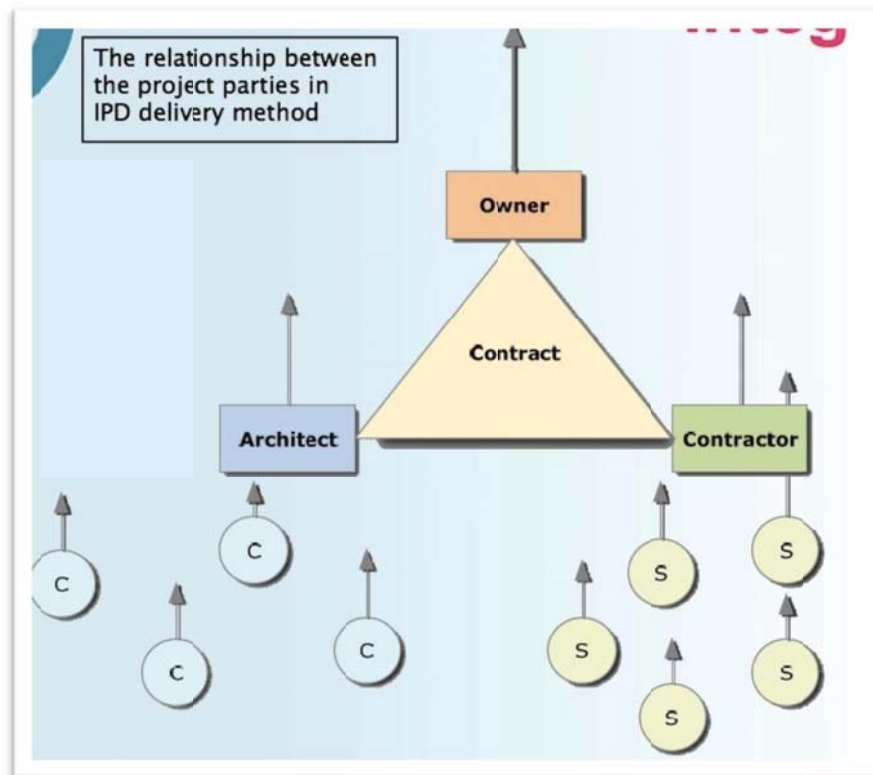 The relationship between
the project parties in
IPD delivery method
Owner
Contract
Architect
Contractor
C
C
S
S
C
C
S
S
S